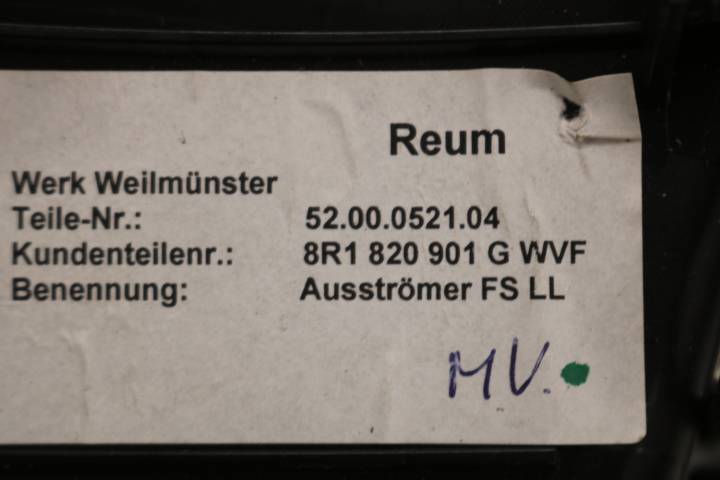 Reum
Werk Weilmünster
Teile-Nr.: 52.00.0521.04
Kundenteilenr.: 8R1 820 901 G WVF
Benennung: Ausströmer FS LL
MV.